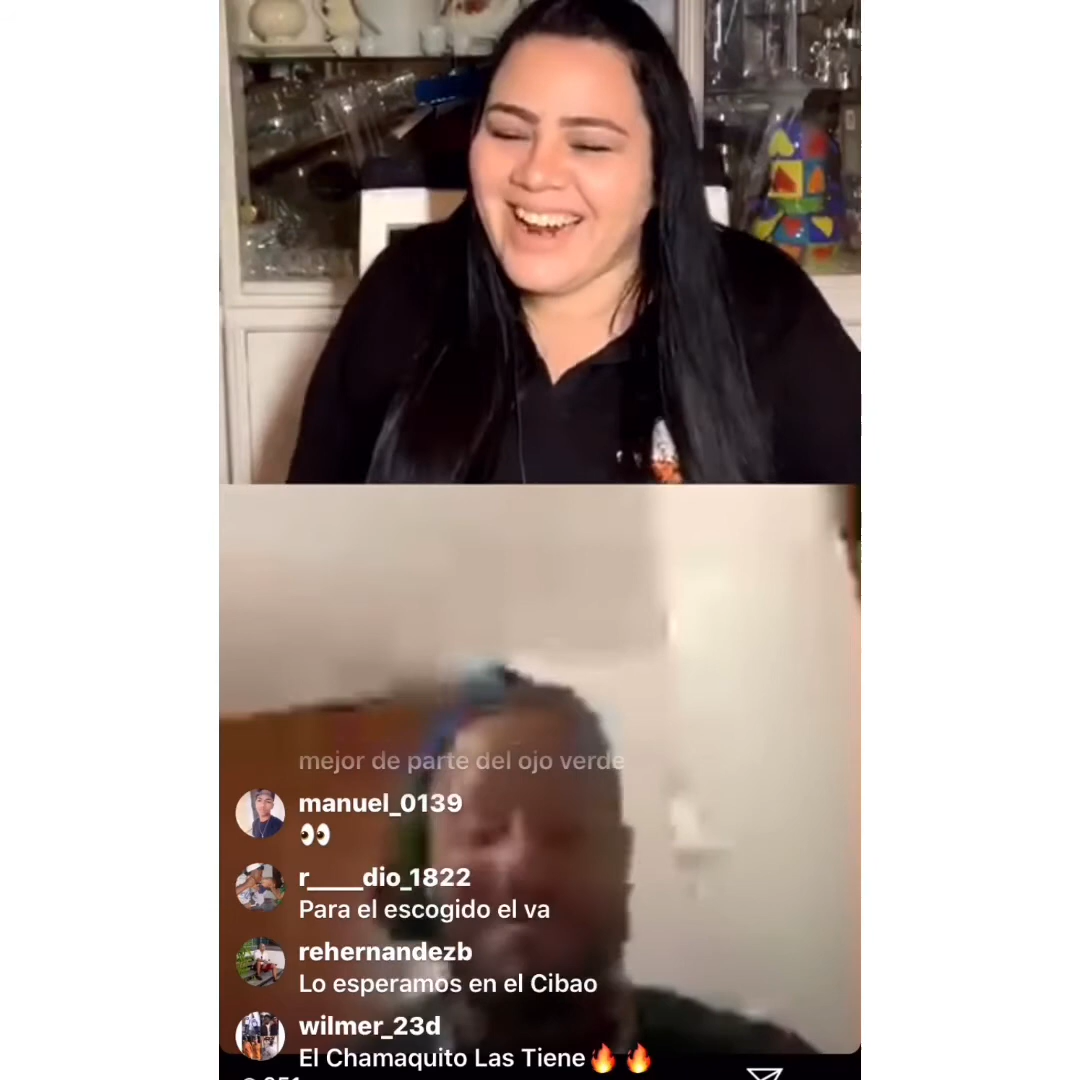 mejor de parte del ojo verde
manuel_0139
👀
r____dio_1822
Para el escogido el va
rehernandezb
Lo esperamos en el Cibao
wilmer_23d
El Chamaquito Las Tiene🔥 🔥